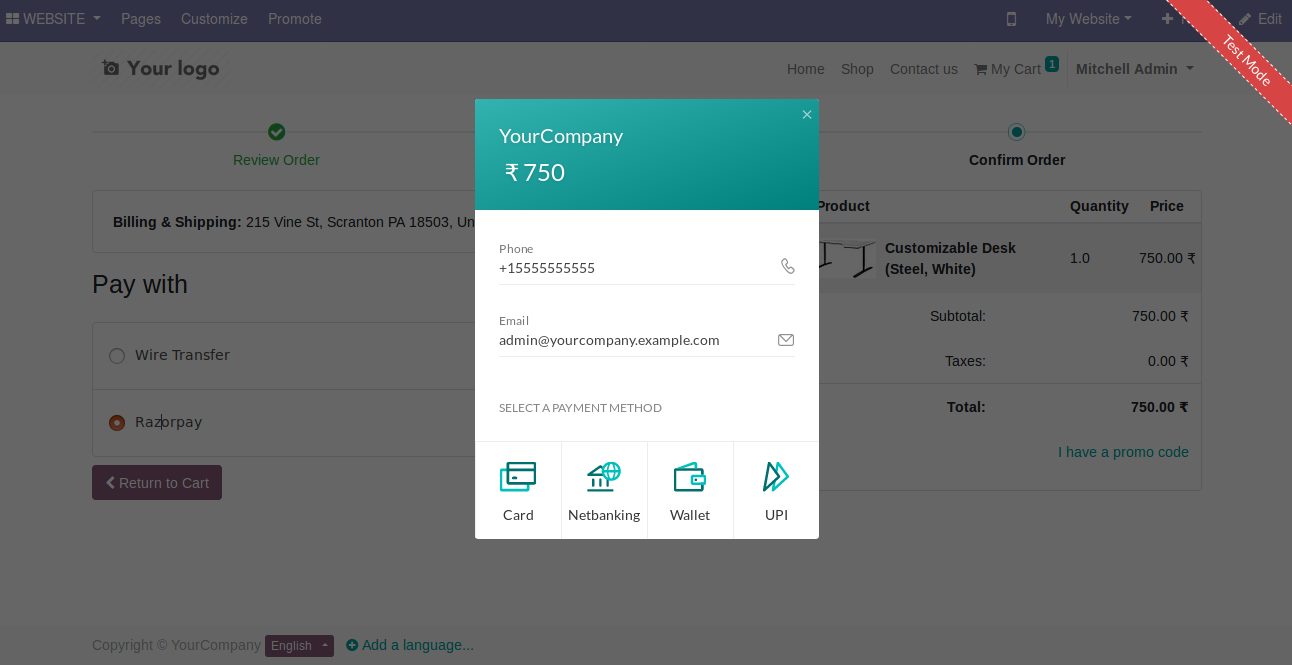 WEBSITE Pages Customize Promote My Website Edit
Test Mode
Your logo Home Shop Contact us My Cart 1 Mitchell Admin
Review Order
Confirm Order
Billing & Shipping: 215 Vine St, Scranton PA 18503, Un
Pay with
Wire Transfer
Razorpay
Return to Cart
×
YourCompany
₹ 750
Phone
+15555555555
Email
admin@yourcompany.example.com
SELECT A PAYMENT METHOD
Card Netbanking Wallet UPI
Product Quantity Price
Customizable Desk
(Steel, White) 1.0 750.00 ₹
Subtotal: 750.00 ₹
Taxes: 0.00 ₹
Total: 750.00 ₹
I have a promo code
Copyright © YourCompany English Add a language...